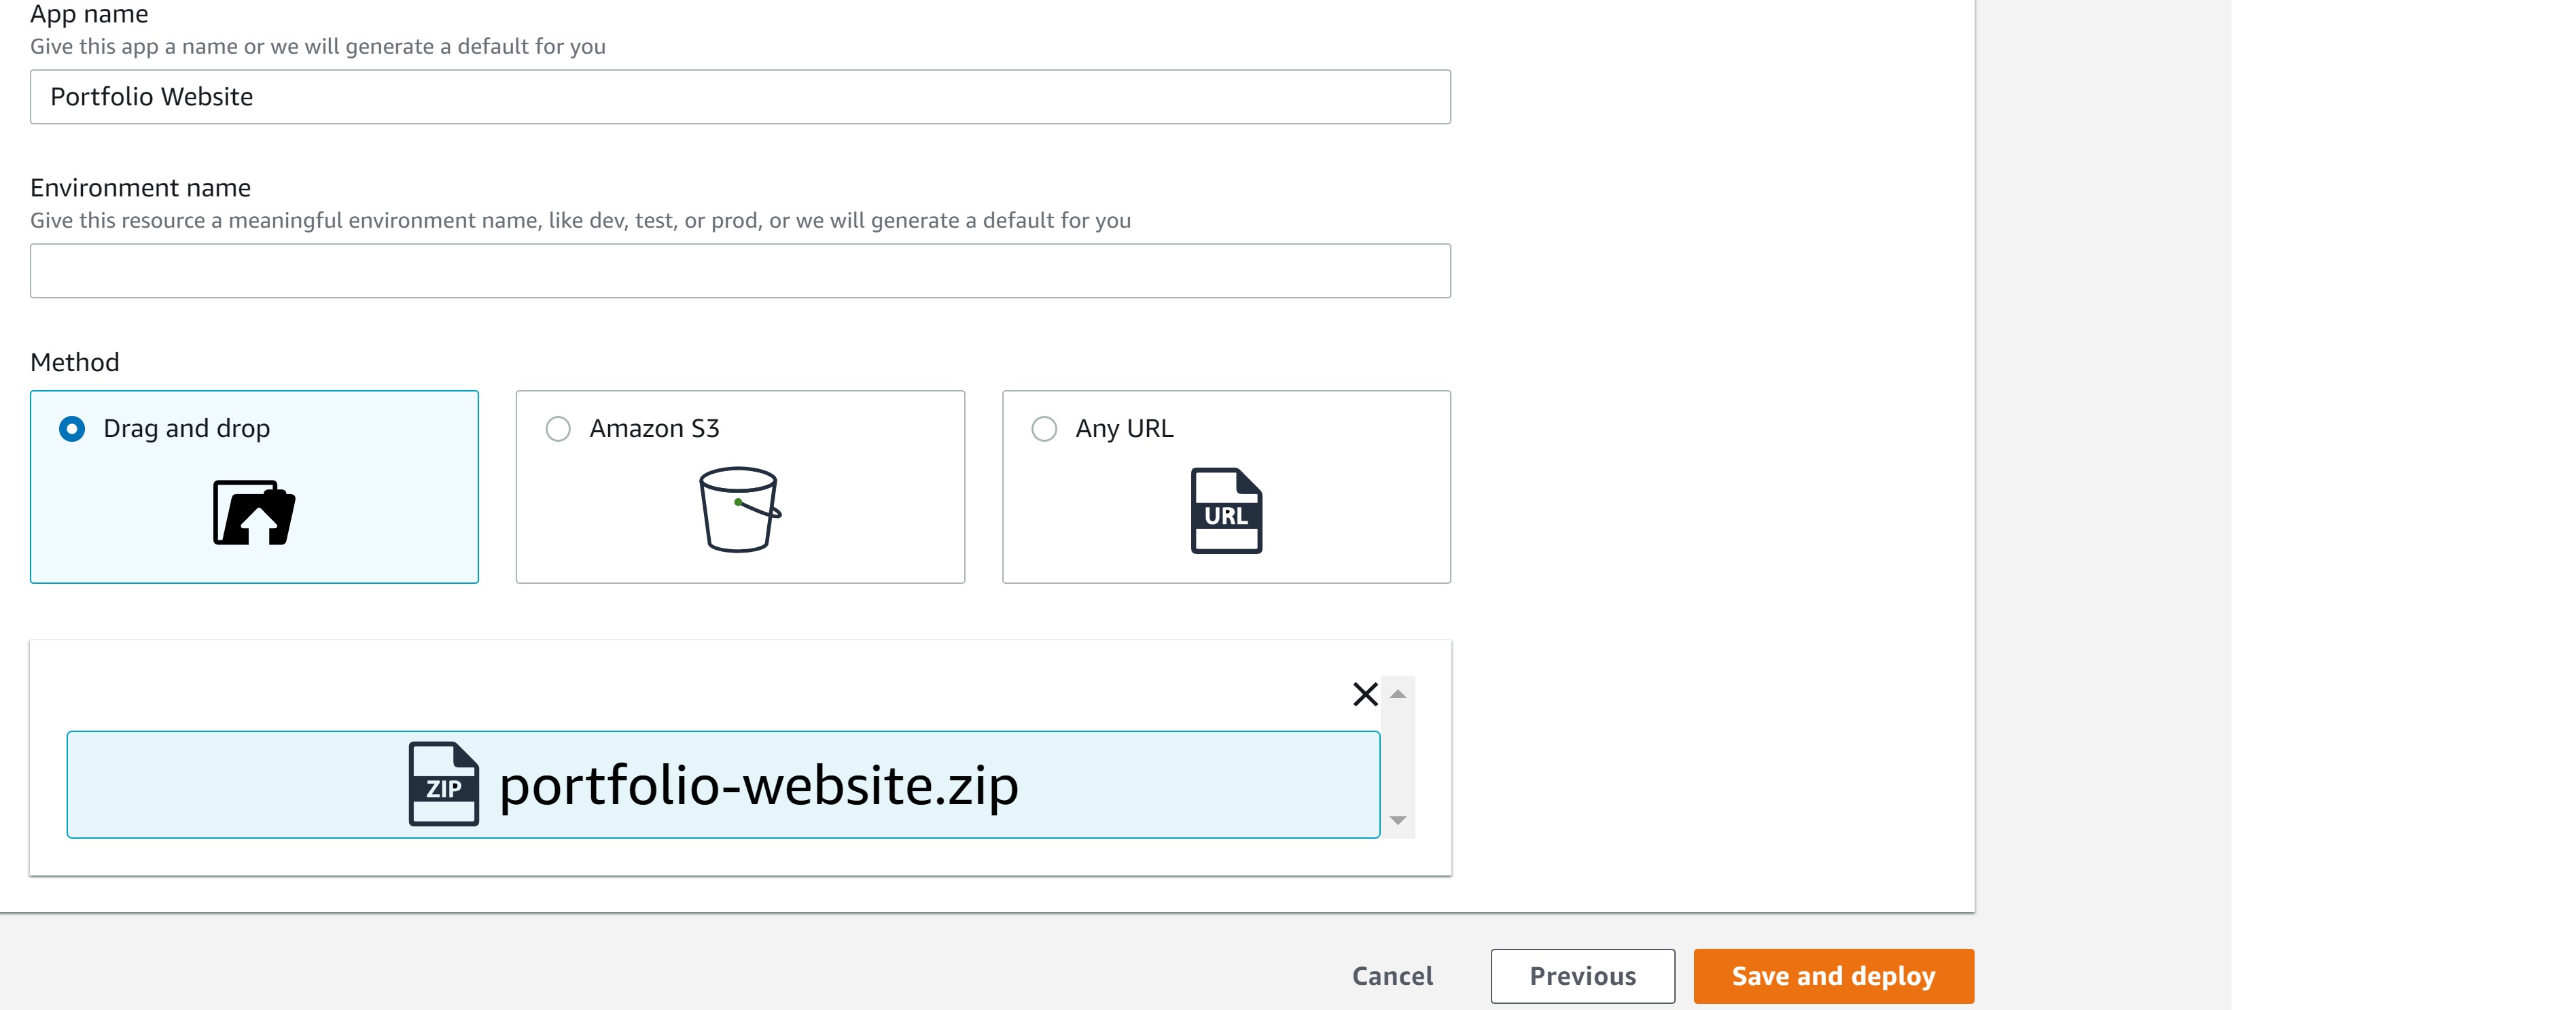 App name
Give this app a name or we will generate a default for you
Portfolio Website
Environment name
Give this resource a meaningful environment name, like dev, test, or prod, or we will generate a default for you
Method
Drag and drop
Amazon S3
Any URL
URL
ZIP portfolio-website.zip
Cancel
Previous
Save and deploy